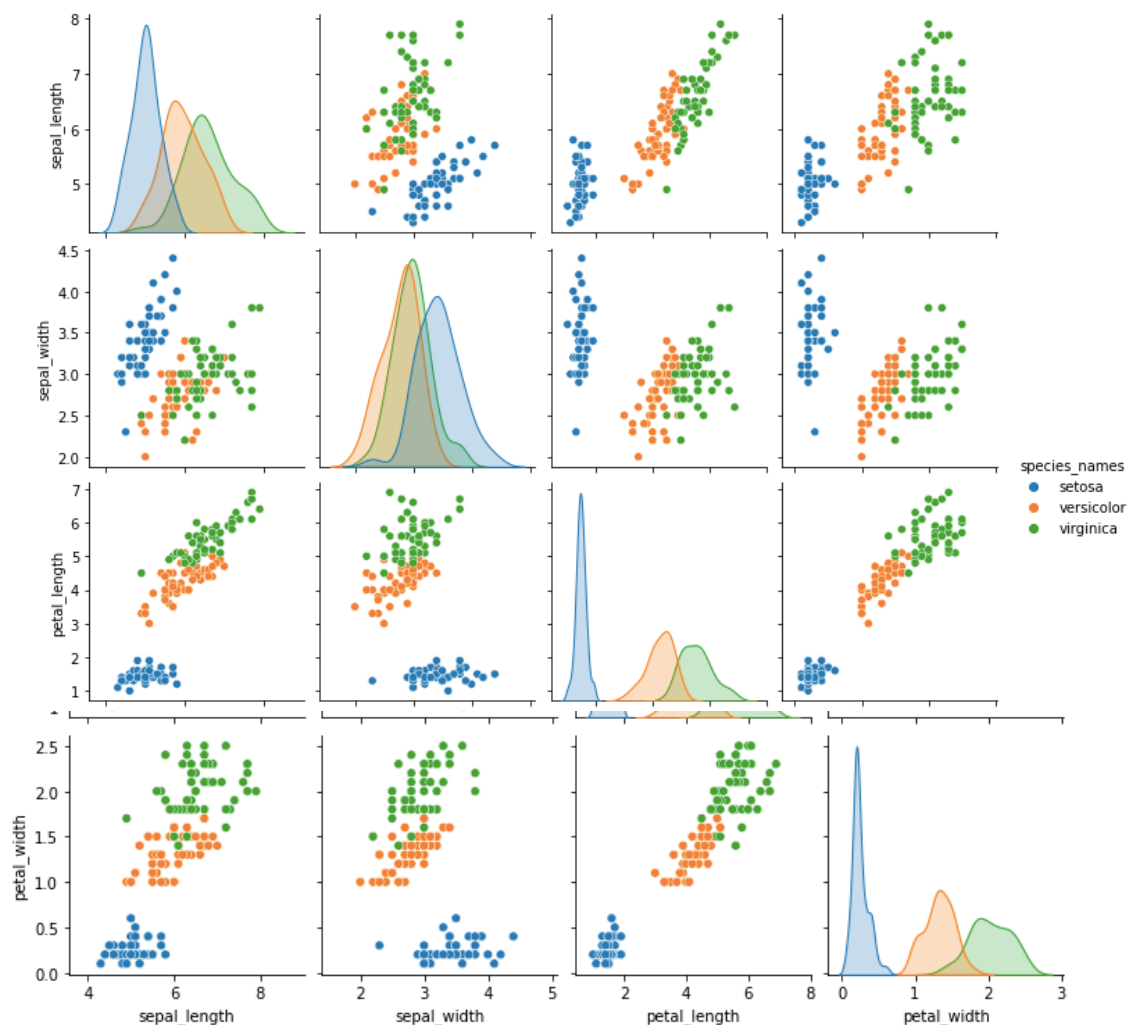 sepal_length
8
7
6
5
sepal_width
4.5
4.0
3.5
3.0
2.5
2.0
species_names
setosa
versicolor
virginica
petal_length
7
6
5
4
3
2
1
petal_width
2.5
2.0
1.5
1.0
0.5
0.0
4 6 8 2 3 4 5 2 4 6 8 0 1 2 3
sepal_length sepal_width petal_length petal_width